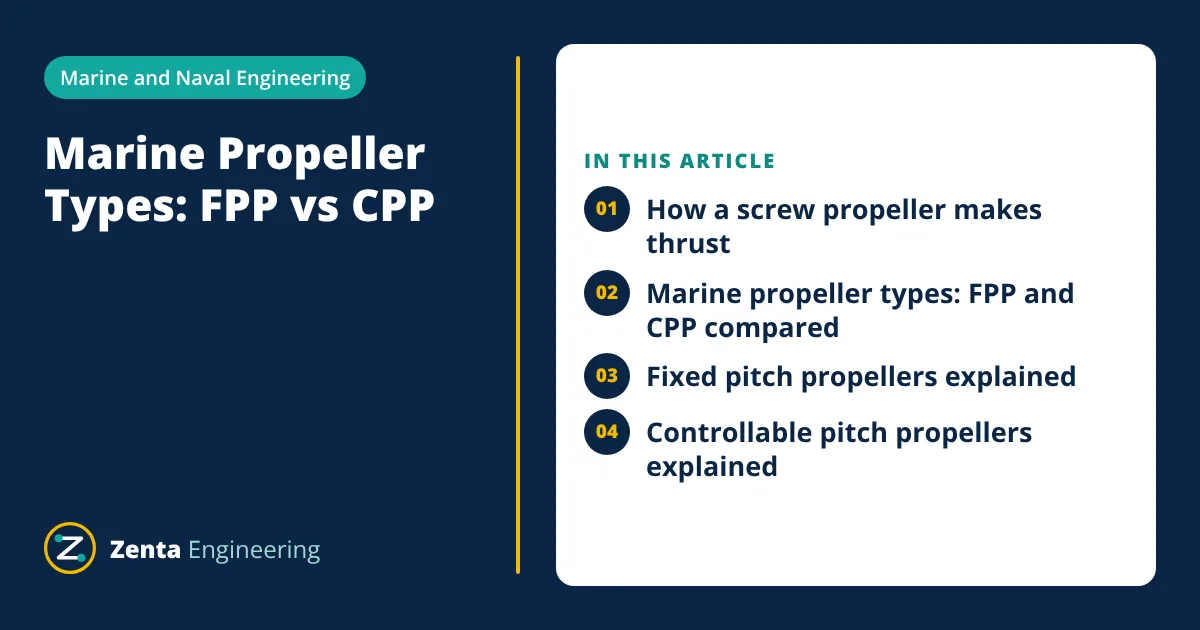 Marine and Naval Engineering
Marine Propeller
Types: FPP vs CPP
Zenta Engineering
IN THIS ARTICLE
01 How a screw propeller makes
thrust
02 Marine propeller types: FPP and
CPP compared
03 Fixed pitch propellers explained
04 Controllable pitch propellers
explained